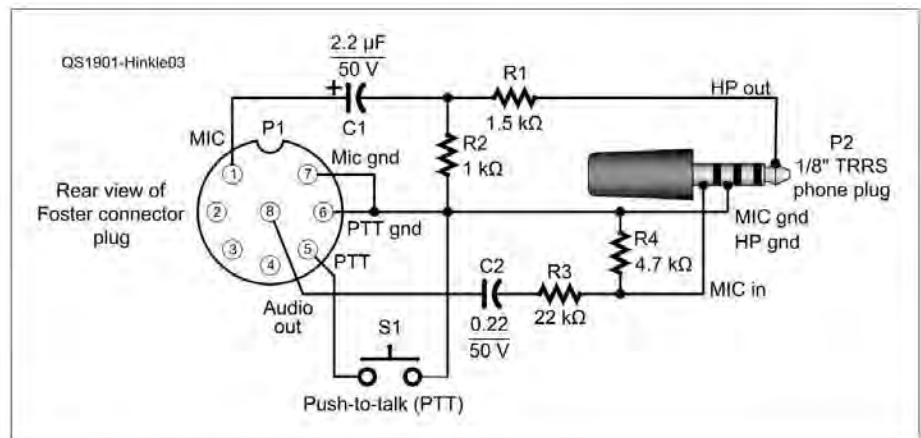 QS1901-Hinkle03
2.2 µF
50 V
+
C1
R1
1.5 kΩ
HP out
MIC
P1
Mic gnd
R2
1 kΩ
P2
1/8" TRRS
phone plug
Rear view of
Foster connector
plug
1
7
2
8
6
3
5
4
PTT gnd
PTT
MIC gnd
HP gnd
R4
4.7 kΩ
C2
R3
MIC in
Audio
out
0.22
50 V
22 kΩ
S1
Push-to-talk (PTT)